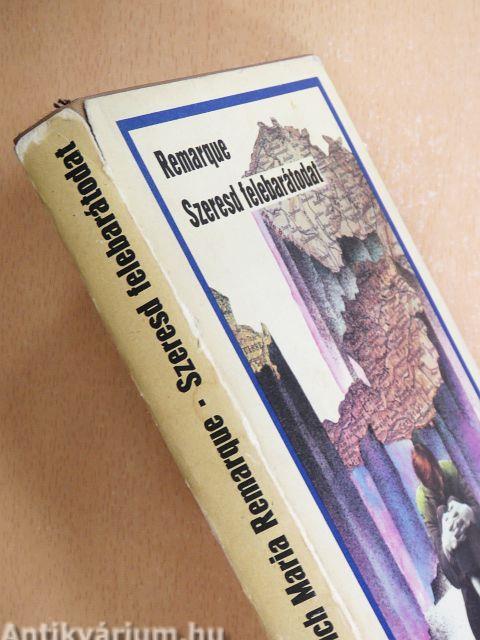 Remarque
Szeresd felebarátodat
ich Maria Remarque - Szeresd felebarátodat
Antikvárium.hu